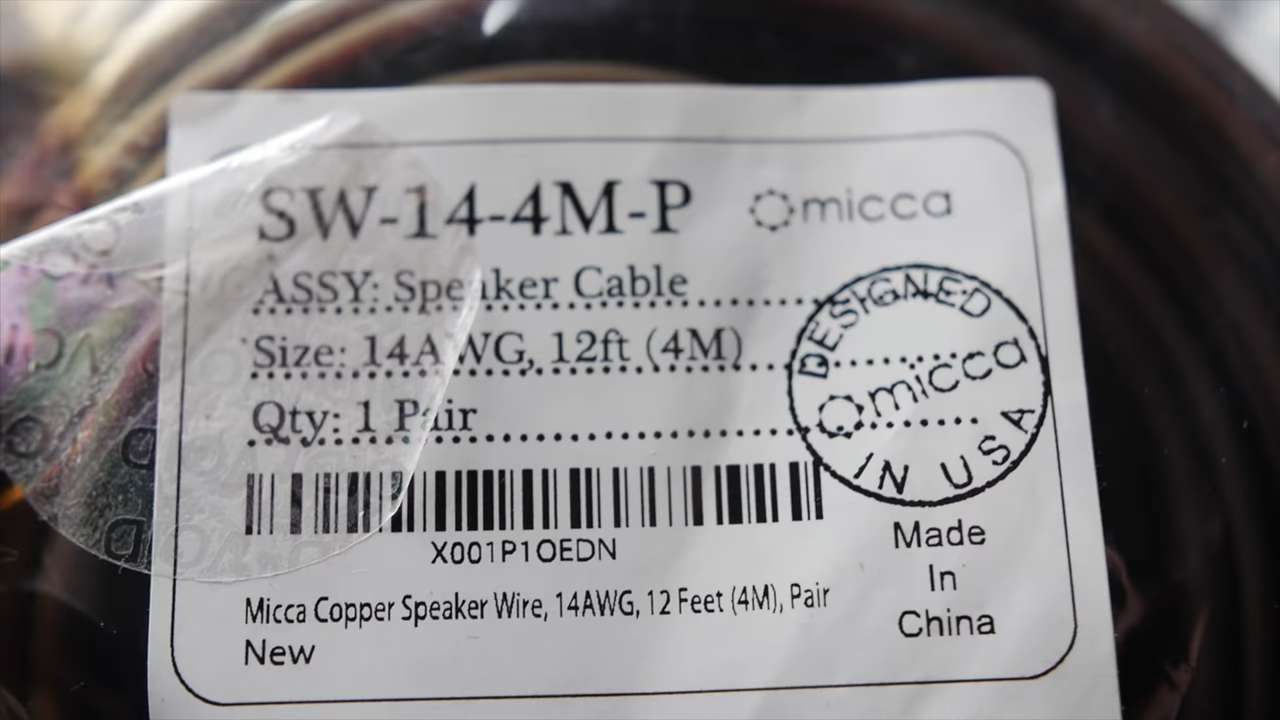 SW-14-4M-P
micca
ASSY: Speaker Cable
Size: 14AWG, 12ft (4M)
Qty: 1 Pair
DESIGNED
micca
IN USA
X001P1OEDN
Made
In
China
Micca Copper Speaker Wire, 14AWG, 12 Feet (4M), Pair
New